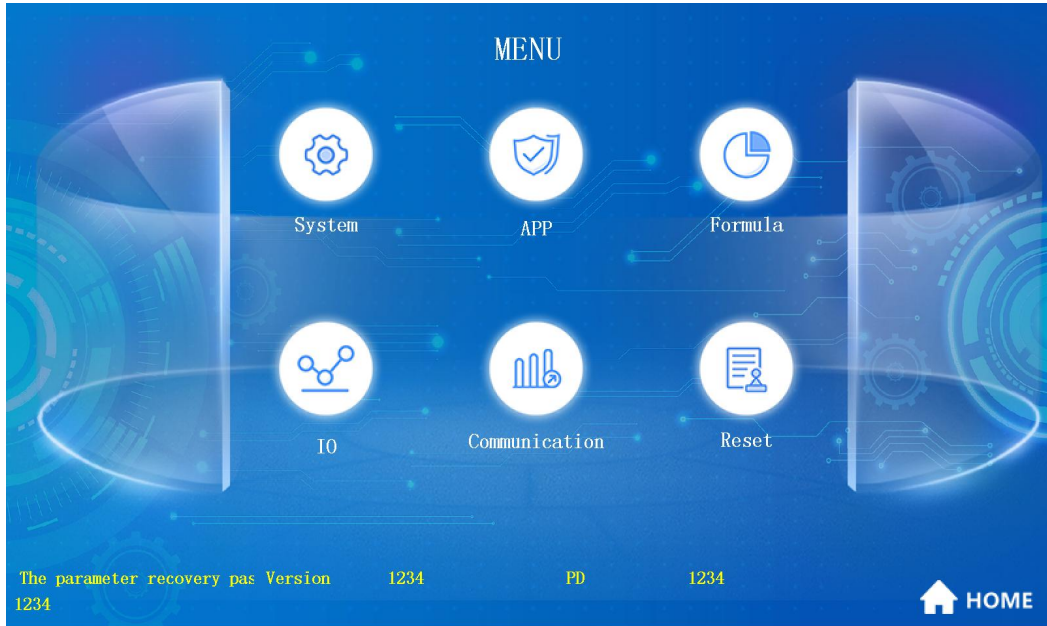 MENU
System
APP
Formula
IO
Communication
Reset
The parameter recovery pas Version 1234 PD 1234
1234
HOME